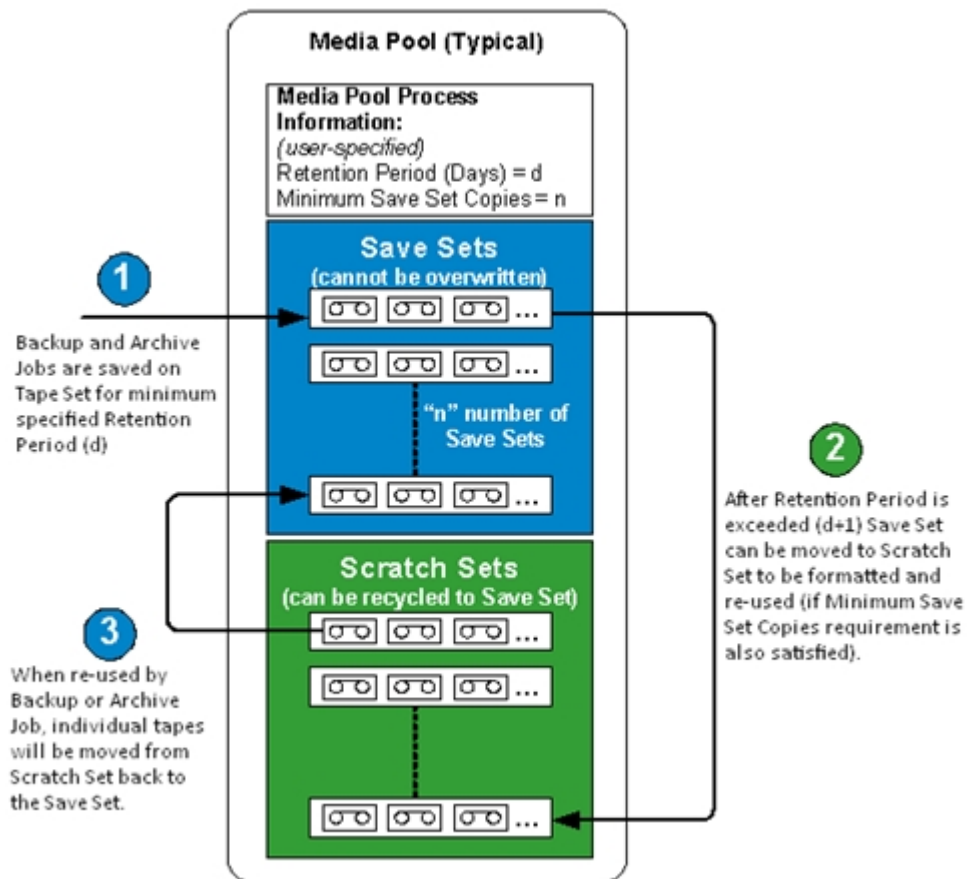 Media Pool (Typical)
Media Pool Process
Information:
(user-specified)
Retention Period (Days) = d
Minimum Save Set Copies = n
Save Sets
(cannot be overwritten)
...
...
“n” number of
Save Sets
...
1
Backup and Archive
Jobs are saved on
Tape Set for minimum
specified Retention
Period (d)
2
After Retention Period is
exceeded (d+1) Save Set
can be moved to Scratch
Set to be formatted and
re-used (if Minimum Save
Set Copies requirement is
also satisfied).
Scratch Sets
(can be recycled to Save Set)
...
...
...
3
When re-used by
Backup or Archive
Job, individual tapes
will be moved from
Scratch Set back to
the Save Set.